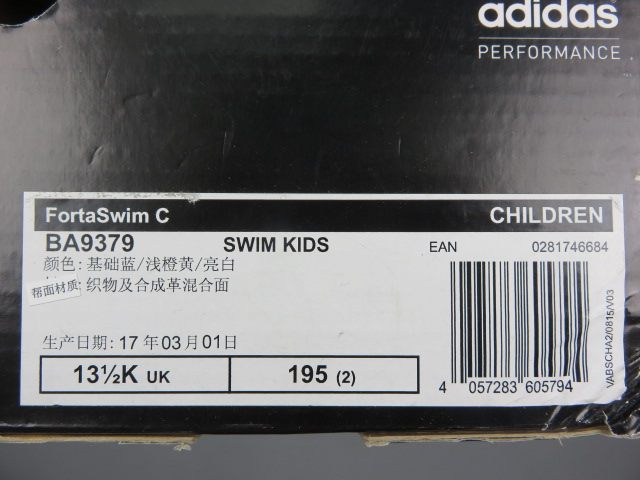 adidas
PERFORMANCE
FortaSwim C CHILDREN
BA9379 SWIM KIDS EAN 0281746684
颜色: 基础蓝/浅橙黄/亮白
帮面材质: 织物及合成革混合面
生产日期: 17 年 03 月 01日
13½K UK 195 (2)
4 057283 605794
VABSCHA2/0815/V03